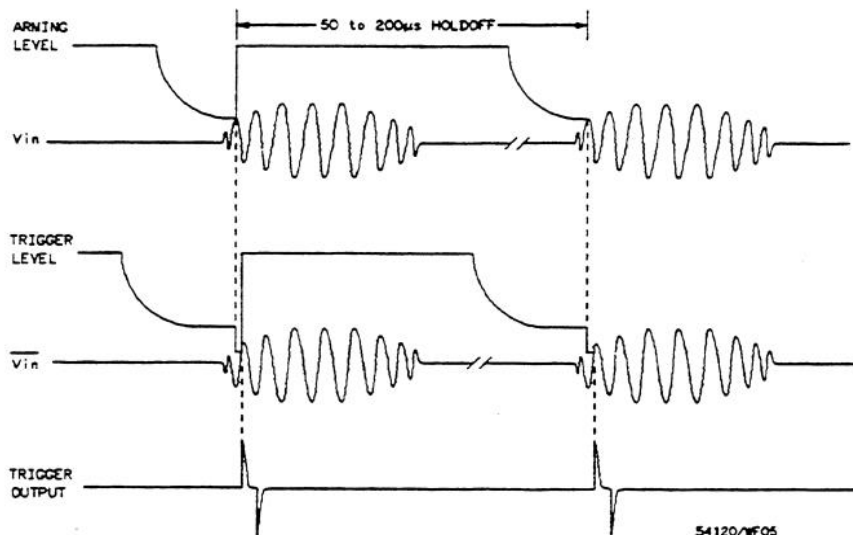 50 to 200µs HOLDOFF
ARMING
LEVEL
Vin
TRIGGER
LEVEL
Vin
TRIGGER
OUTPUT
54120/WF05